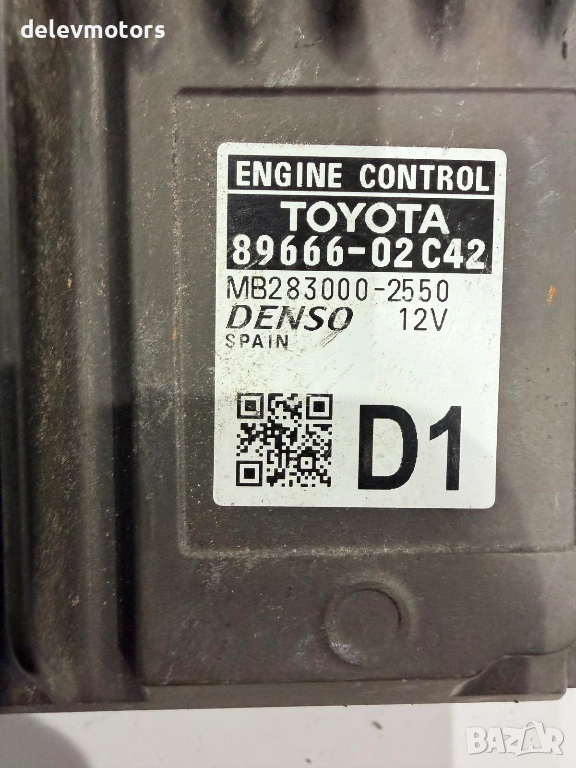 delevmotors
ENGINE CONTROL
TOYOTA
89666-02C42
MB283000-2550
DENSO 12V
SPAIN
D1
BAZAR